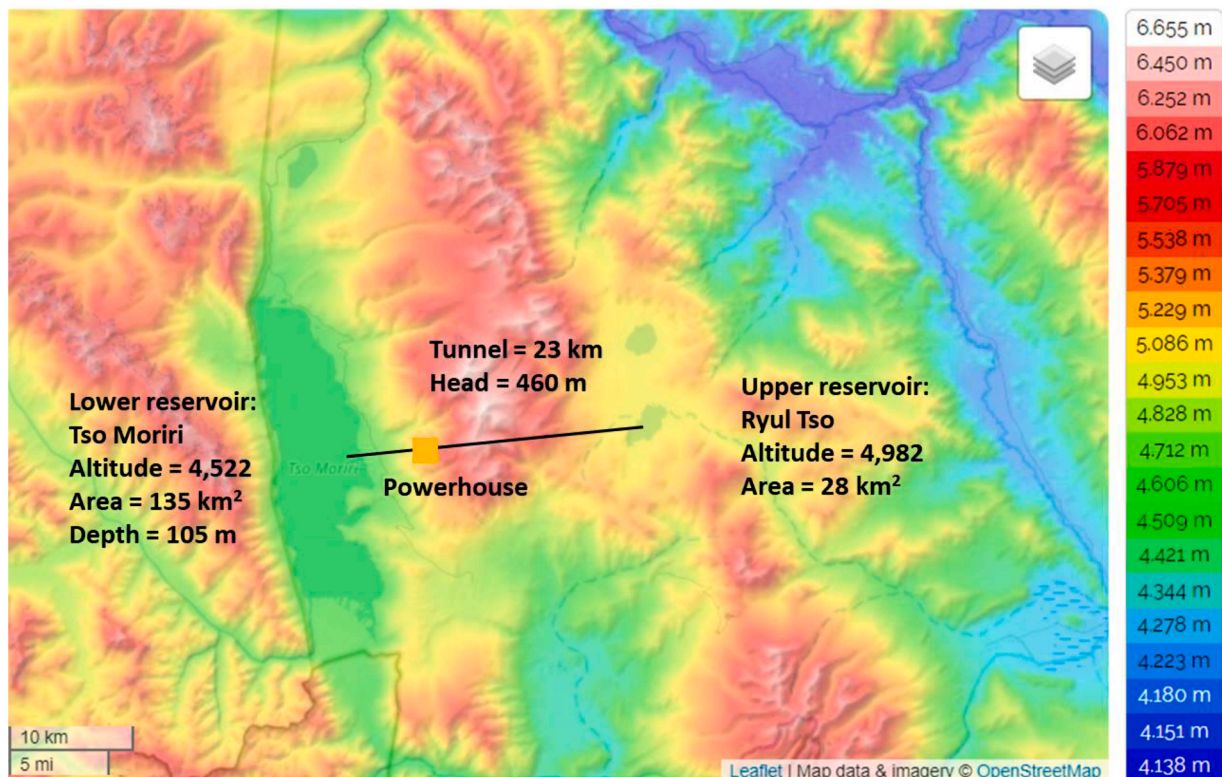 Tunnel = 23 km
Head = 460 m
Lower reservoir:
Tso Moriri
Altitude = 4,522
Area = 135 km²
Depth = 105 m
Tso Moriri
Powerhouse
Upper reservoir:
Ryul Tso
Altitude = 4,982
Area = 28 km²
10 km
5 mi
Leaflet | Map data & imagery © OpenStreetMap
6.655 m
6.450 m
6.252 m
6.062 m
5.879 m
5.705 m
5.538 m
5.379 m
5.229 m
5.086 m
4.953 m
4.828 m
4.712 m
4.606 m
4.509 m
4.421 m
4.344 m
4.278 m
4.223 m
4.180 m
4.151 m
4.138 m